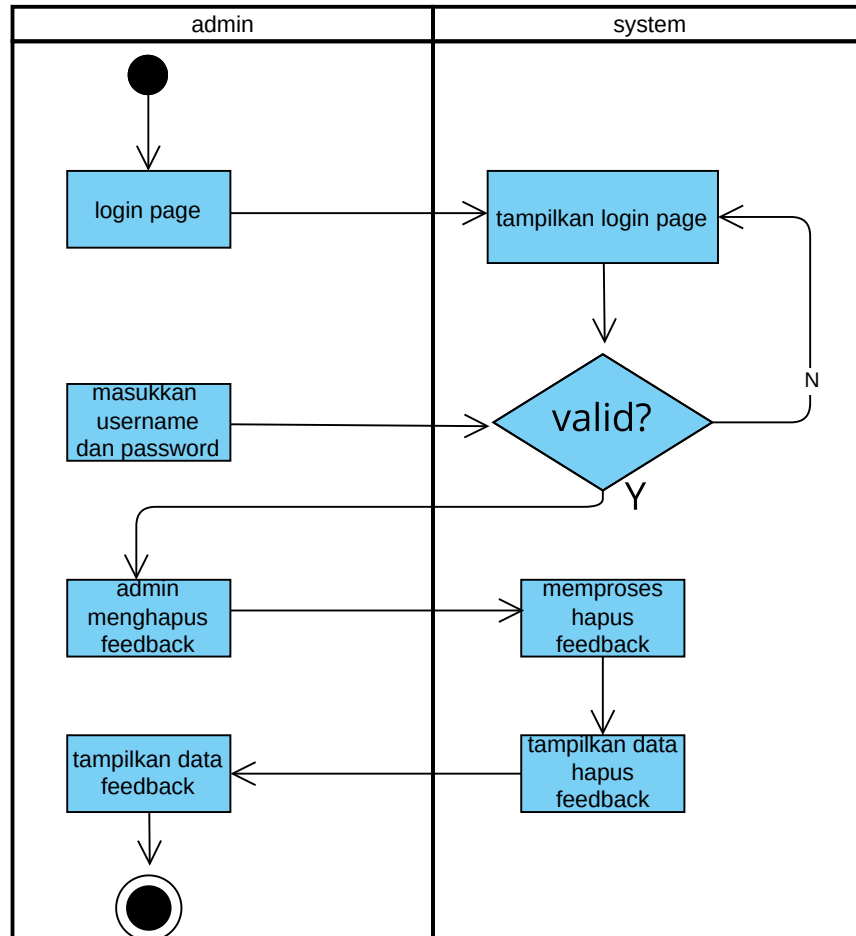 admin
system
login page
tampilkan login page
masukkan
username
dan password
valid?
N
Y
admin
menghapus
feedback
memproses
hapus
feedback
tampilkan data
feedback
tampilkan data
hapus
feedback